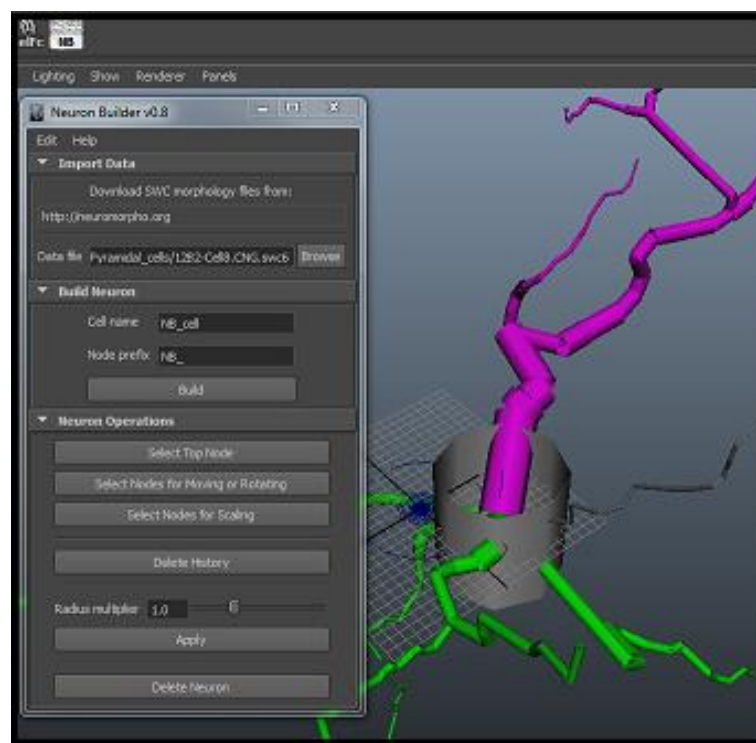 NB
Lighting Show Renderer Panels
Neuron Builder v0.8
Edit Help
Import Data
Download SWC morphology files from:
http://neuromorpho.org
Data file Pyramidal_cells/1282-Cell8.CNG.swc6 Browse
Build Neuron
Cell name NB_cell
Node prefix NB_
Build
Neuron Operations
Select Top Node
Select Nodes for Moving or Rotating
Select Nodes for Scaling
Delete History
Radius multiplier 1.0
Apply
Delete Neuron